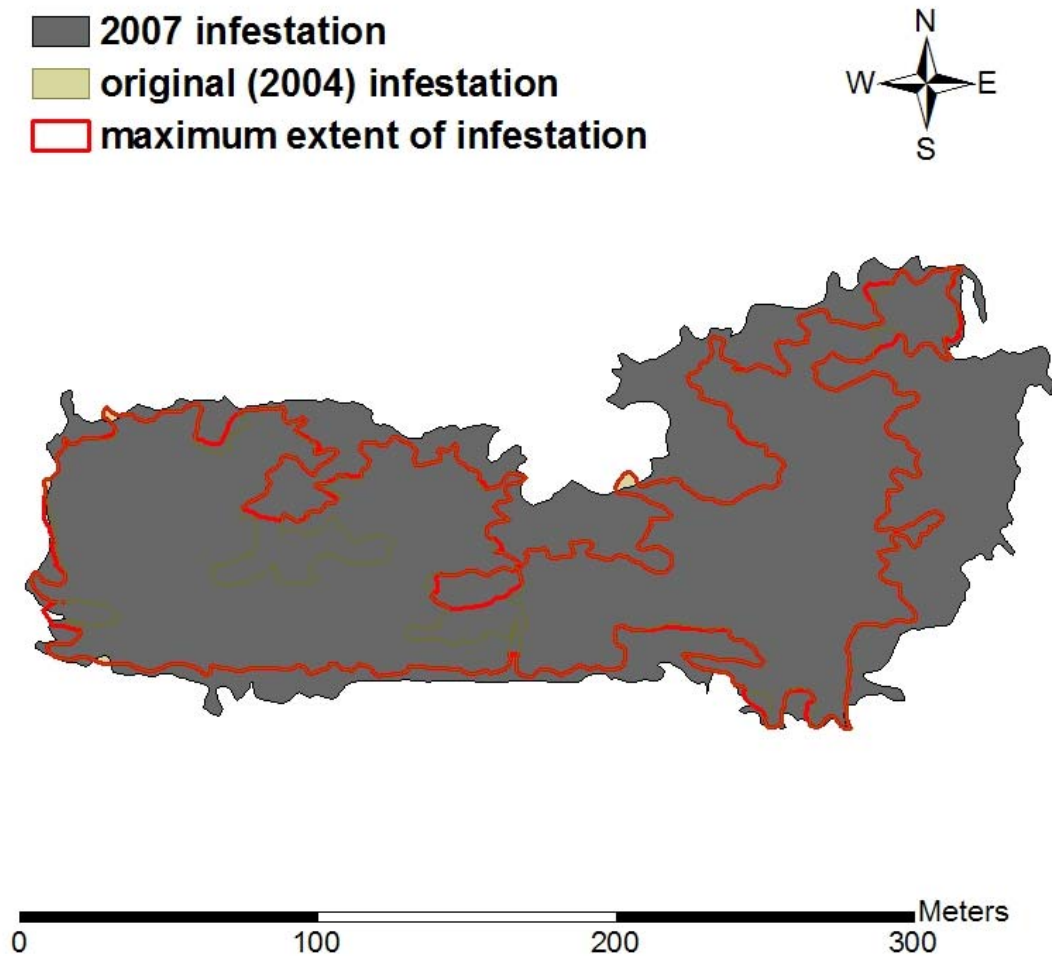 2007 infestation
original (2004) infestation
maximum extent of infestation
N
W E
S
Meters
0 100 200 300